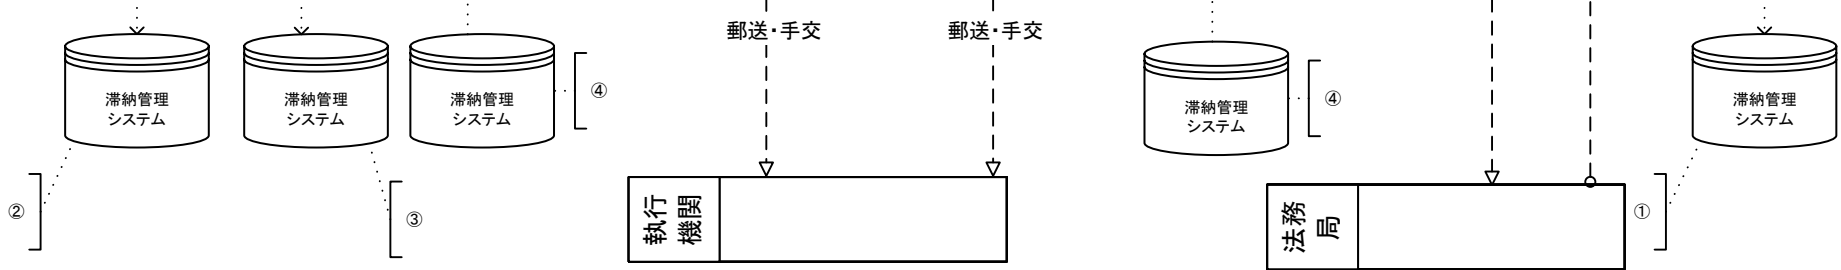 郵送・手交
郵送・手交
滞納管理
システム
滞納管理
システム
滞納管理
システム
④
滞納管理
システム
④
滞納管理
システム
②
③
執行
機関
法務
局
①